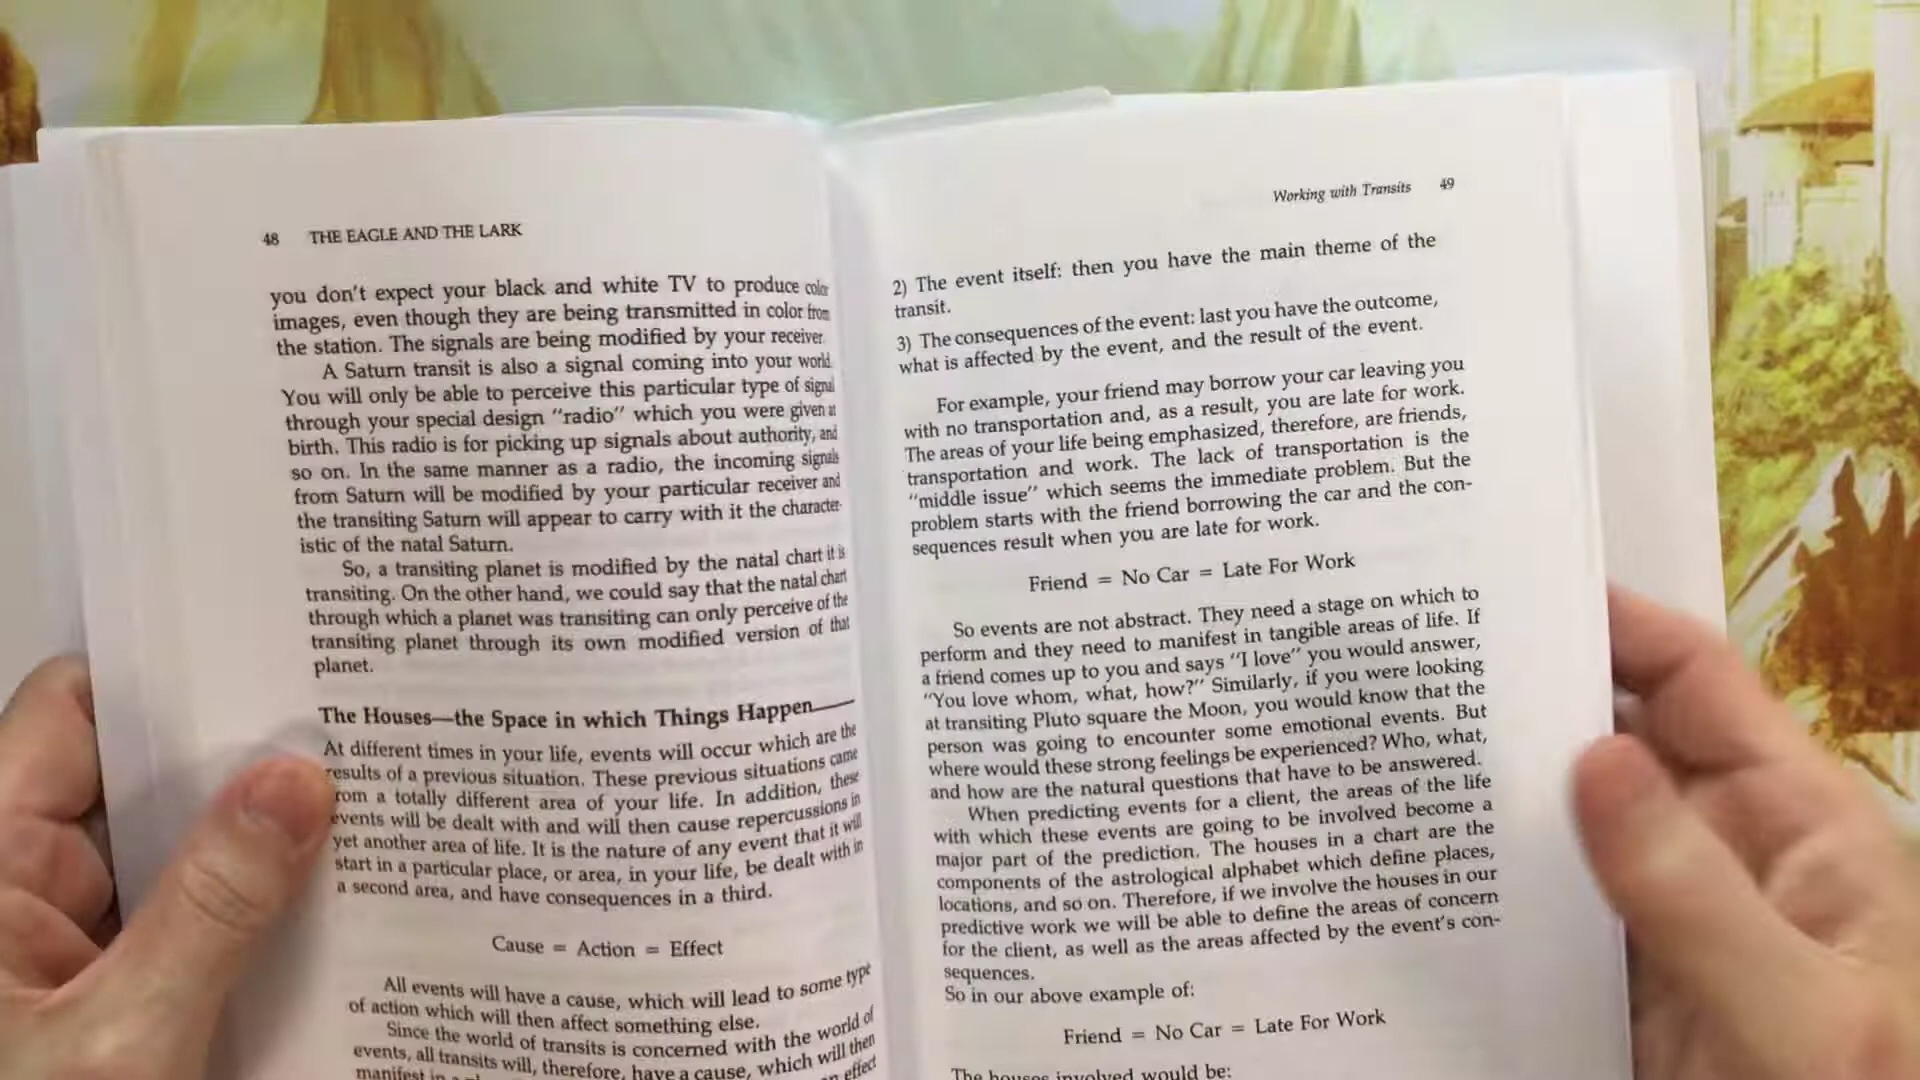 48 THE EAGLE AND THE LARK
you don't expect your black and white TV to produce color
images, even though they are being transmitted in color from
the station. The signals are being modified by your receiver.
A Saturn transit is also a signal coming into your world.
You will only be able to perceive this particular type of signal
through your special design "radio" which you were given at
birth. This radio is for picking up signals about authority, and
so on. In the same manner as a radio, the incoming signals
from Saturn will be modified by your particular receiver and
the transiting Saturn will appear to carry with it the character-
istic of the natal Saturn.
So, a transiting planet is modified by the natal chart it is
transiting. On the other hand, we could say that the natal chart
through which a planet was transiting can only perceive of the
transiting planet through its own modified version of that
planet.
The Houses—the Space in which Things Happen
At different times in your life, events will occur which are the
results of a previous situation. These previous situations came
from a totally different area of your life. In addition, these
events will be dealt with and will then cause repercussions in
yet another area of life. It is the nature of any event that it will
start in a particular place, or area, in your life, be dealt with in
a second area, and have consequences in a third.
Cause = Action = Effect
All events will have a cause, which will lead to some type
of action which will then affect something else.
Since the world of transits is concerned with the world of
events, all transits will, therefore, have a cause, which will then
manifest in effect
Working with Transits 49
2) The event itself: then you have the main theme of the
transit.
3) The consequences of the event: last you have the outcome,
what is affected by the event, and the result of the event.
For example, your friend may borrow your car leaving you
with no transportation and, as a result, you are late for work.
The areas of your life being emphasized, therefore, are friends,
transportation and work. The lack of transportation is the
"middle issue" which seems the immediate problem. But the
problem starts with the friend borrowing the car and the con-
sequences result when you are late for work.
Friend = No Car = Late For Work
So events are not abstract. They need a stage on which to
perform and they need to manifest in tangible areas of life. If
a friend comes up to you and says "I love" you would answer,
"You love whom, what, how?" Similarly, if you were looking
at transiting Pluto square the Moon, you would know that the
person was going to encounter some emotional events. But
where would these strong feelings be experienced? Who, what,
and how are the natural questions that have to be answered.
When predicting events for a client, the areas of the life
with which these events are going to be involved become a
major part of the prediction. The houses in a chart are the
components of the astrological alphabet which define places,
locations, and so on. Therefore, if we involve the houses in our
predictive work we will be able to define the areas of concern
for the client, as well as the areas affected by the event's con-
sequences.
So in our above example of:
Friend = No Car = Late For Work
The houses involved would be: